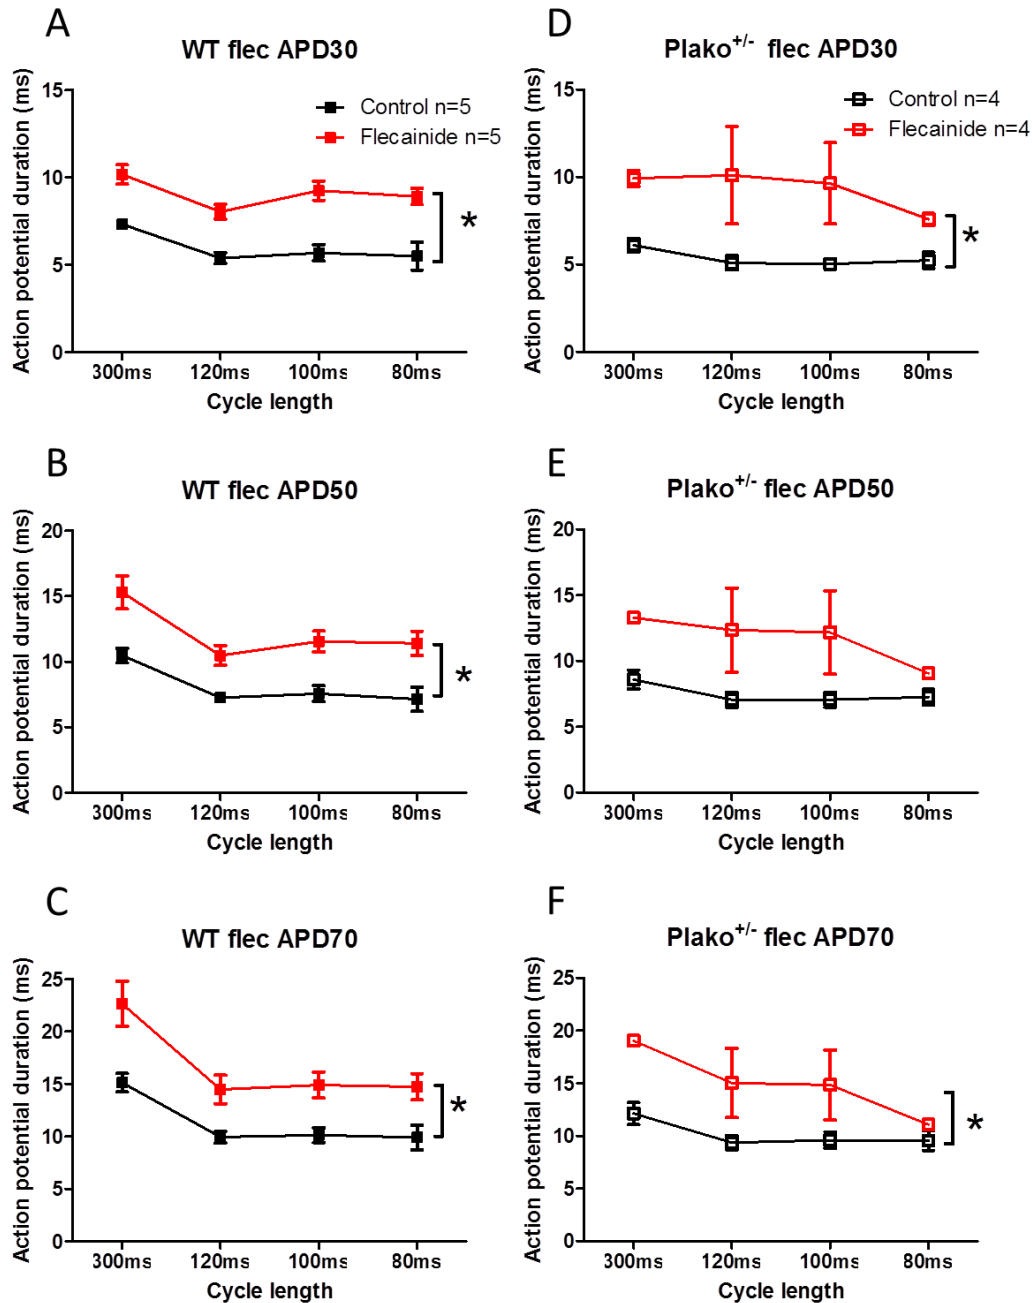 A
WT flec APD30
Action potential duration (ms)
15
10
5
0
Control n=5
Flecainide n=5
*
300ms 120ms 100ms 80ms
Cycle length
D
Plako+/- flec APD30
Action potential duration (ms)
15
10
5
0
Control n=4
Flecainide n=4
*
300ms 120ms 100ms 80ms
Cycle length
B
WT flec APD50
Action potential duration (ms)
20
15
10
5
0
*
300ms 120ms 100ms 80ms
Cycle length
E
Plako+/- flec APD50
Action potential duration (ms)
20
15
10
5
0
300ms 120ms 100ms 80ms
Cycle length
C
WT flec APD70
Action potential duration (ms)
25
20
15
10
5
0
*
300ms 120ms 100ms 80ms
Cycle length
F
Plako+/- flec APD70
Action potential duration (ms)
25
20
15
10
5
0
*
300ms 120ms 100ms 80ms
Cycle length